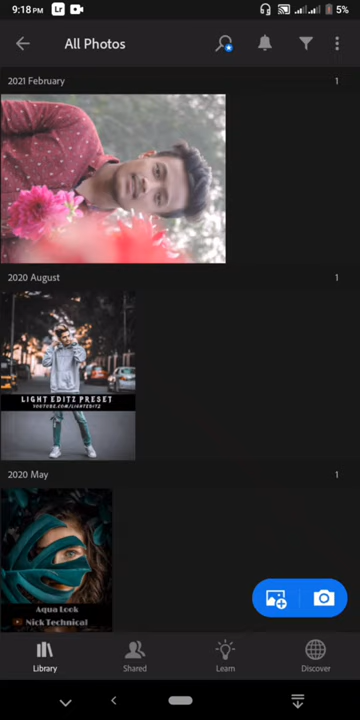 9:18 PM Lr 5%
All Photos
2021 February 1
2020 August 1
LIGHT EDITZ PRESET
YOUTUBE.COM/LIGHTEDITZ
2020 May 1
Aqua Look
Nick Technical
Library Shared Learn Discover